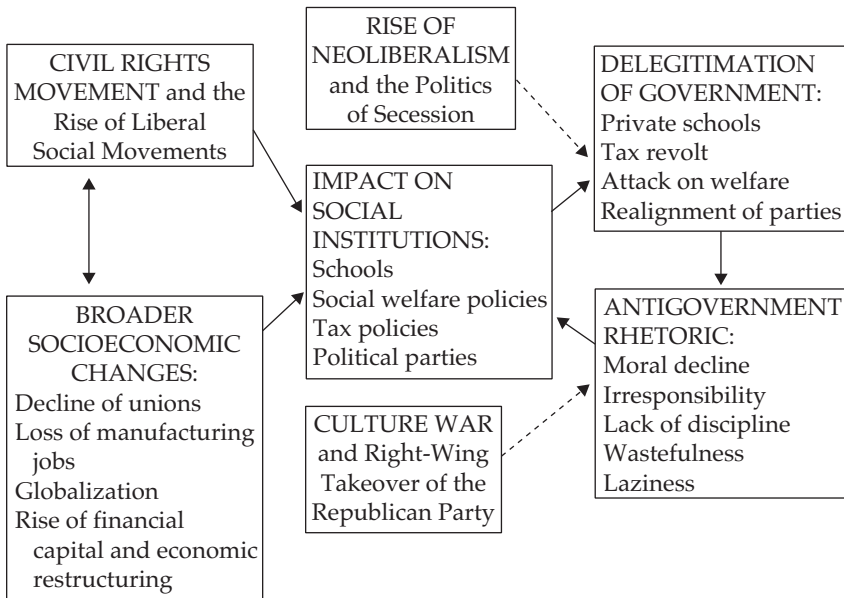 CIVIL RIGHTS
MOVEMENT and the
Rise of Liberal
Social Movements
BROADER
SOCIOECONOMIC
CHANGES:
Decline of unions
Loss of manufacturing
jobs
Globalization
Rise of financial
capital and economic
restructuring
RISE OF
NEOLIBERALISM
and the Politics
of Secession
IMPACT ON
SOCIAL
INSTITUTIONS:
Schools
Social welfare policies
Tax policies
Political parties
CULTURE WAR
and Right-Wing
Takeover of the
Republican Party
DELEGITIMATION
OF GOVERNMENT:
Private schools
Tax revolt
Attack on welfare
Realignment of parties
ANTIGOVERNMENT
RHETORIC:
Moral decline
Irresponsibility
Lack of discipline
Wastefulness
Laziness